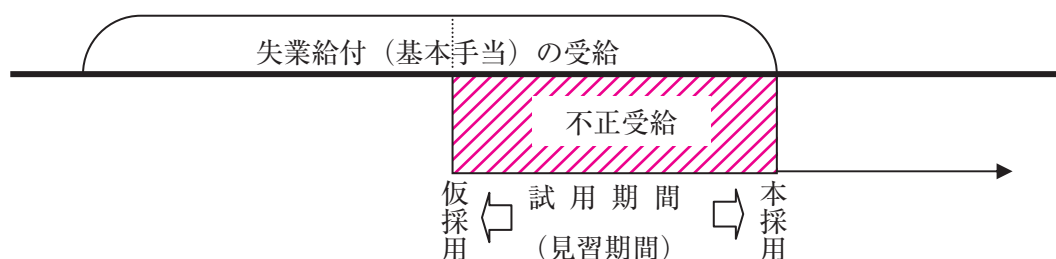 失業給付（基本手当）の受給
不正受給
仮採用
試用期間
（見習期間）
本採用